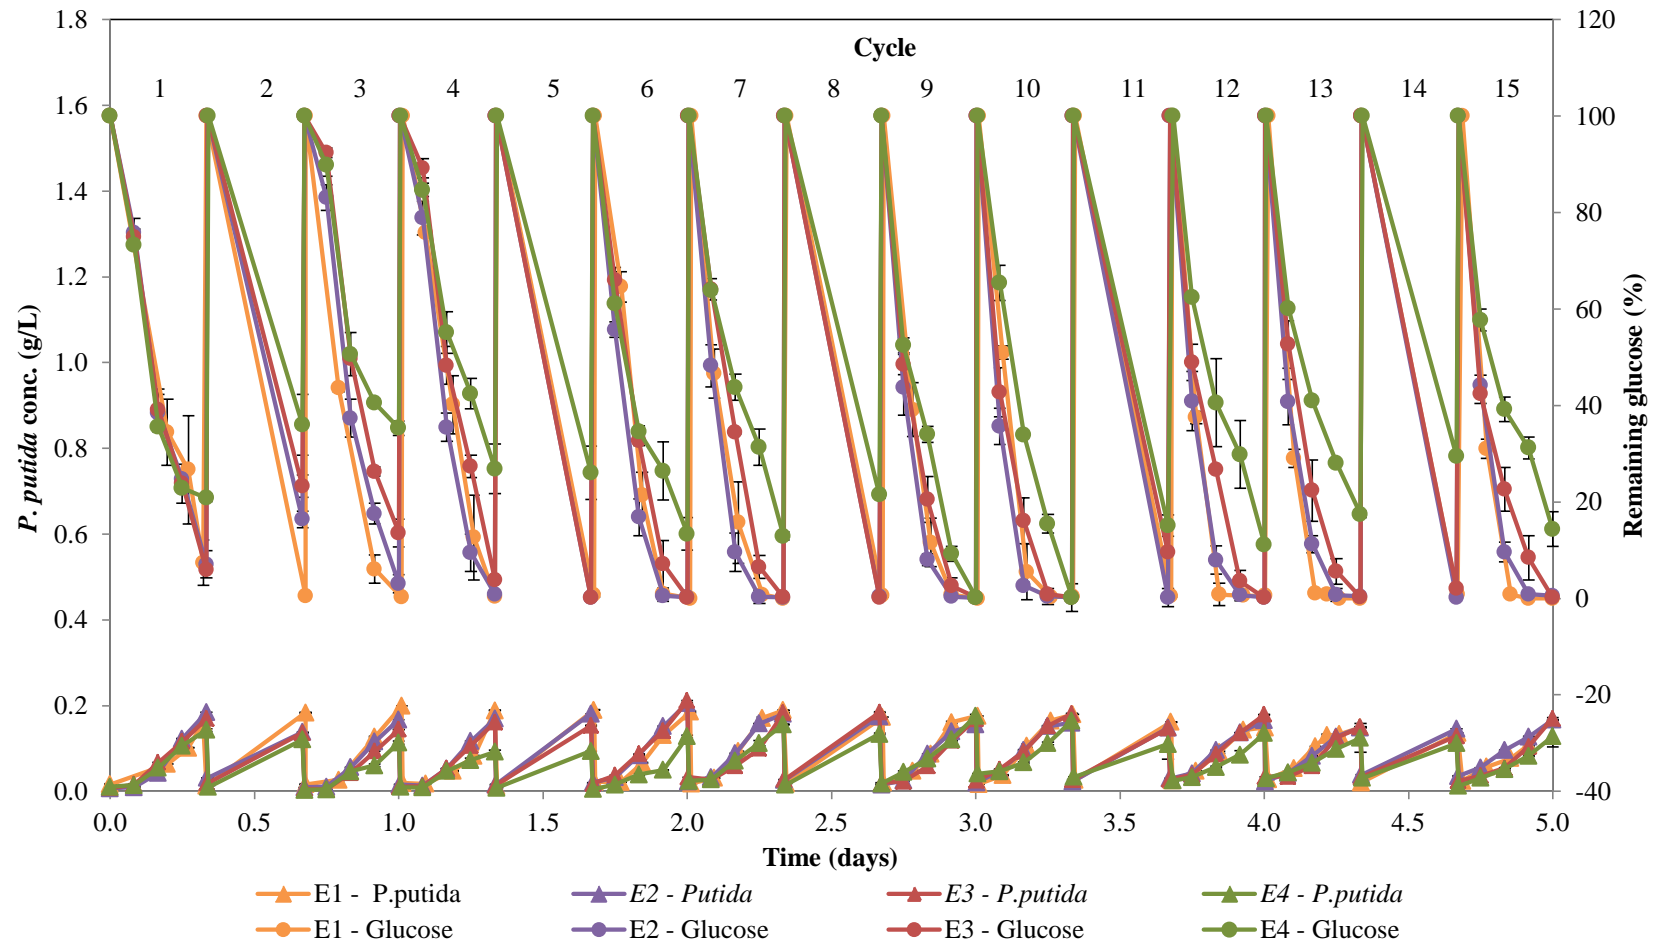 1.8
1.6
1.4
1.2
1.0
0.8
0.6
0.4
0.2
0.0
P. putida conc. (g/L)
Cycle
1 2 3 4 5 6 7 8 9 10 11 12 13 14 15
120
100
80
60
40
20
0
-20
-40
Remaining glucose (%)
0.0 0.5 1.0 1.5 2.0 2.5 3.0 3.5 4.0 4.5 5.0
Time (days)
E1 - P.putida E2 - Putida E3 - P.putida E4 - P.putida
E1 - Glucose E2 - Glucose E3 - Glucose E4 - Glucose